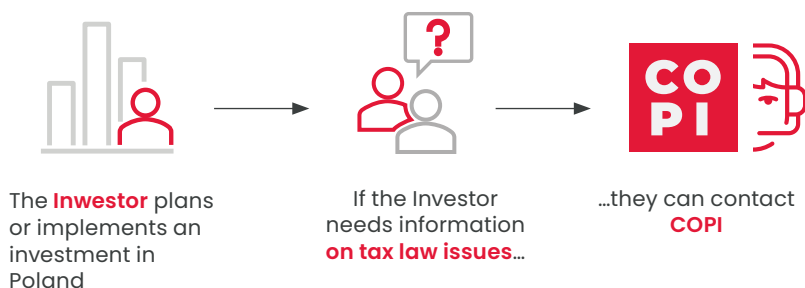 ?
CO
PI
The Inwestor plans
or implements an
investment in
Poland
If the Investor
needs information
on tax law issues…
…they can contact
COPI